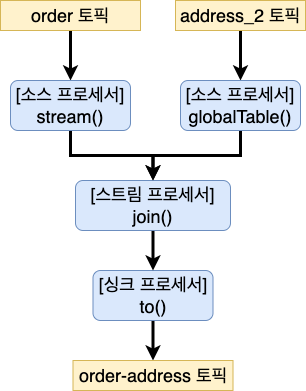 order 토픽
address_2 토픽
[소스 프로세서]
stream()
[소스 프로세서]
globalTable()
[스트림 프로세서]
join()
[싱크 프로세서]
to()
order-address 토픽